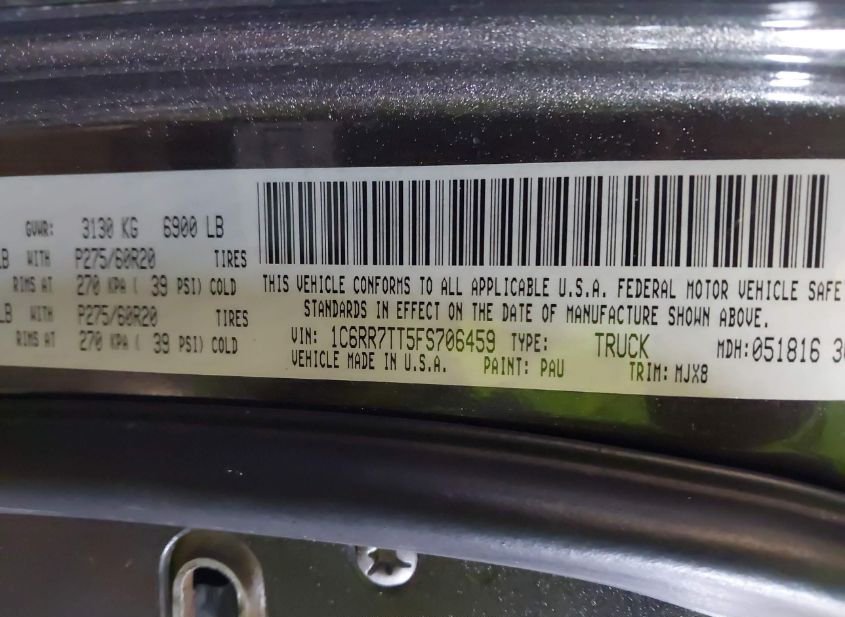 GVWR: 3130 KG 6900 LB
LB WITH P275/60R20 TIRES
RIMS AT 270 KPA ( 39 PSI) COLD
LB WITH P275/60R20 TIRES
RIMS AT 270 KPA ( 39 PSI) COLD
THIS VEHICLE CONFORMS TO ALL APPLICABLE U.S.A. FEDERAL MOTOR VEHICLE SAFE
STANDARDS IN EFFECT ON THE DATE OF MANUFACTURE SHOWN ABOVE.
VIN: 1C6RR7TT5FS706459 TYPE: TRUCK MDH:051816
VEHICLE MADE IN U.S.A. PAINT: PAU TRIM: MJX8